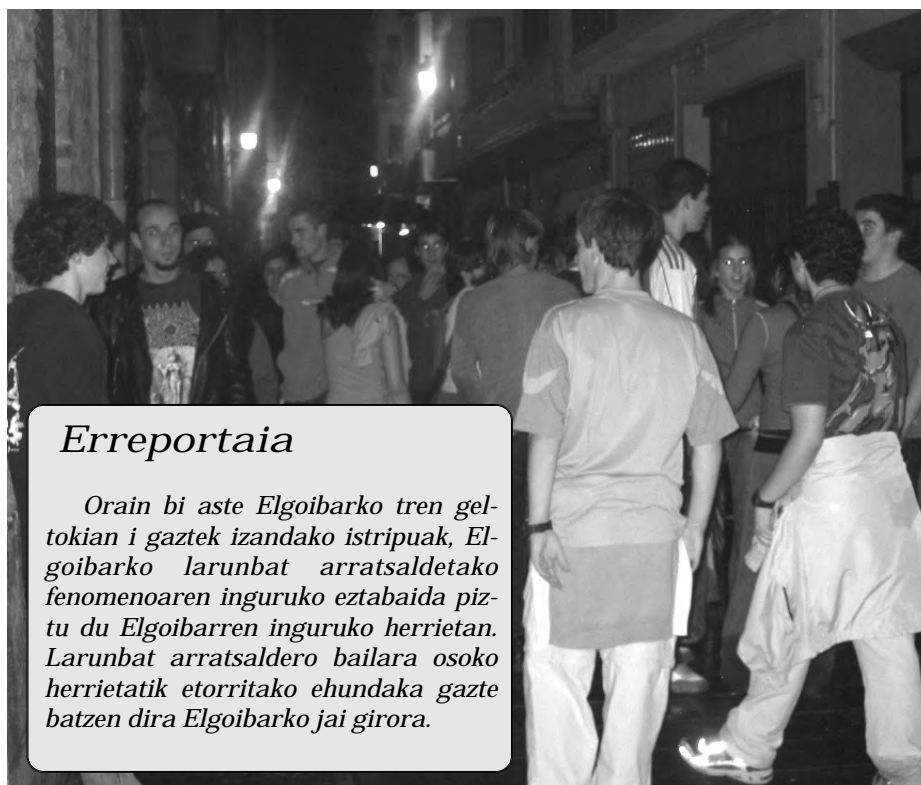 Erreportaia
Orain bi aste Elgoibarko tren gel-
tokian i gaztek izandako istripuak, El-
goibarko larunbat arratsaldetako
fenomenoaren inguruko eztabaida piz-
tu du Elgoibarren inguruko herrietan.
Larunbat arratsaldero bailara osoko
herrietatik etorritako ehundaka gazte
batzen dira Elgoibarko jai girora.